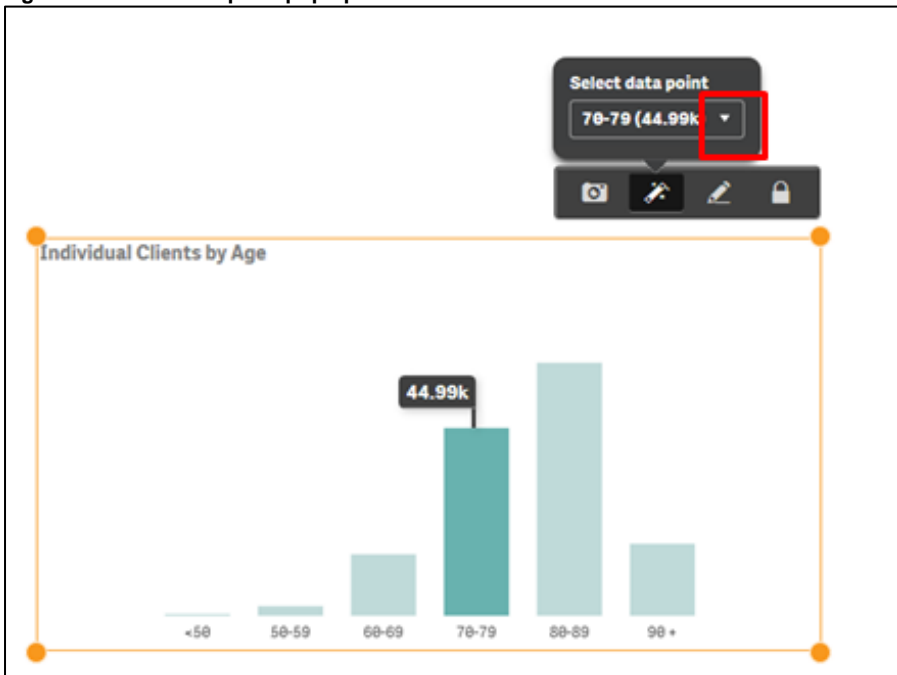 Select data point
70-79 (44.99k
Individual Clients by Age
44.99k
<50
50-59
60-69
70-79
80-89
90 +